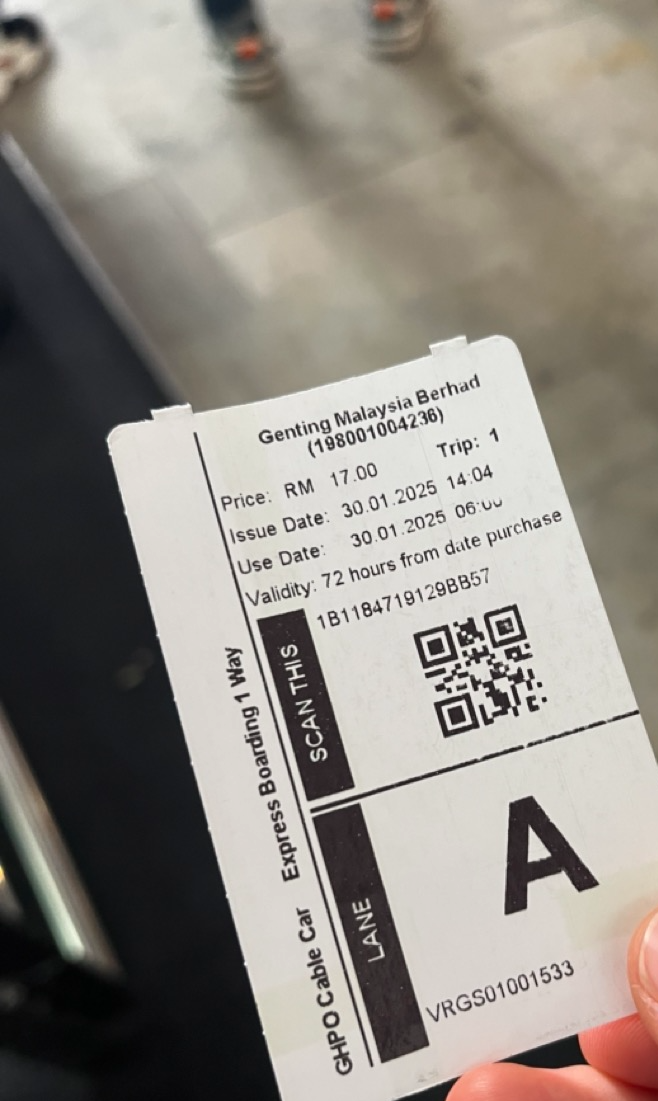 Genting Malaysia Berhad
(198001004236)
Price: RM 17.00 Trip: 1
Issue Date: 30.01.2025 14:04
Use Date: 30.01.2025 06:00
Validity: 72 hours from date purchase
1B1184719129BB57
SCAN THIS
LANE
A
VRGS01001533
GHPO Cable Car Express Boarding 1 Way